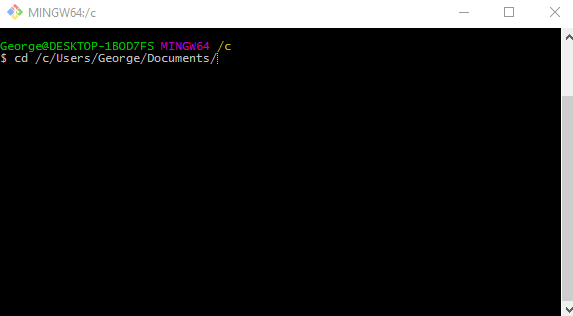 MINGW64:/c
George@DESKTOP-1BOD7FS MINGW64 /c
$ cd /c/Users/George/Documents/